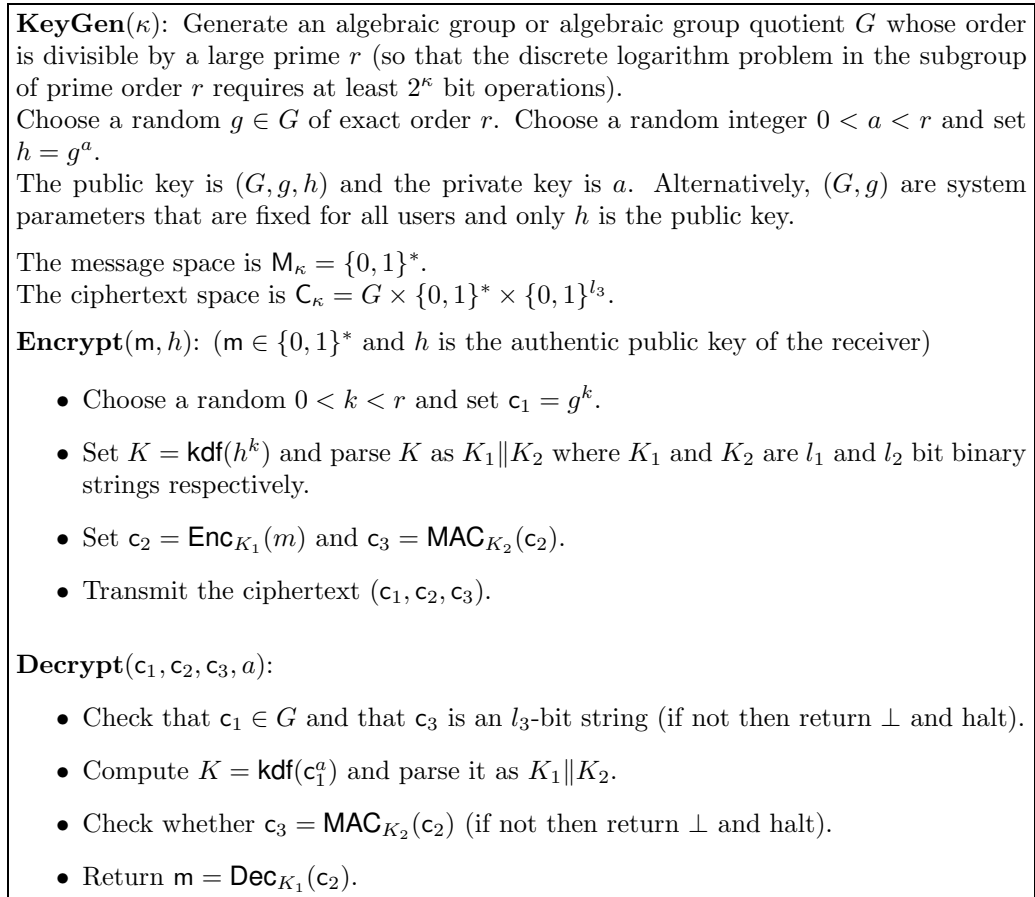 KeyGen(κ): Generate an algebraic group or algebraic group quotient G whose order
is divisible by a large prime r (so that the discrete logarithm problem in the subgroup
of prime order r requires at least 2^κ bit operations).
Choose a random g ∈ G of exact order r. Choose a random integer 0 < a < r and set
h = g^a.
The public key is (G, g, h) and the private key is a. Alternatively, (G, g) are system
parameters that are fixed for all users and only h is the public key.
The message space is M_κ = {0, 1}^*.
The ciphertext space is C_κ = G × {0, 1}^* × {0, 1}^{l_3}.
Encrypt(m, h): (m ∈ {0, 1}^* and h is the authentic public key of the receiver)
• Choose a random 0 < k < r and set c_1 = g^k.
• Set K = kdf(h^k) and parse K as K_1‖K_2 where K_1 and K_2 are l_1 and l_2 bit binary
strings respectively.
• Set c_2 = Enc_{K_1}(m) and c_3 = MAC_{K_2}(c_2).
• Transmit the ciphertext (c_1, c_2, c_3).
Decrypt(c_1, c_2, c_3, a):
• Check that c_1 ∈ G and that c_3 is an l_3-bit string (if not then return ⊥ and halt).
• Compute K = kdf(c_1^a) and parse it as K_1‖K_2.
• Check whether c_3 = MAC_{K_2}(c_2) (if not then return ⊥ and halt).
• Return m = Dec_{K_1}(c_2).